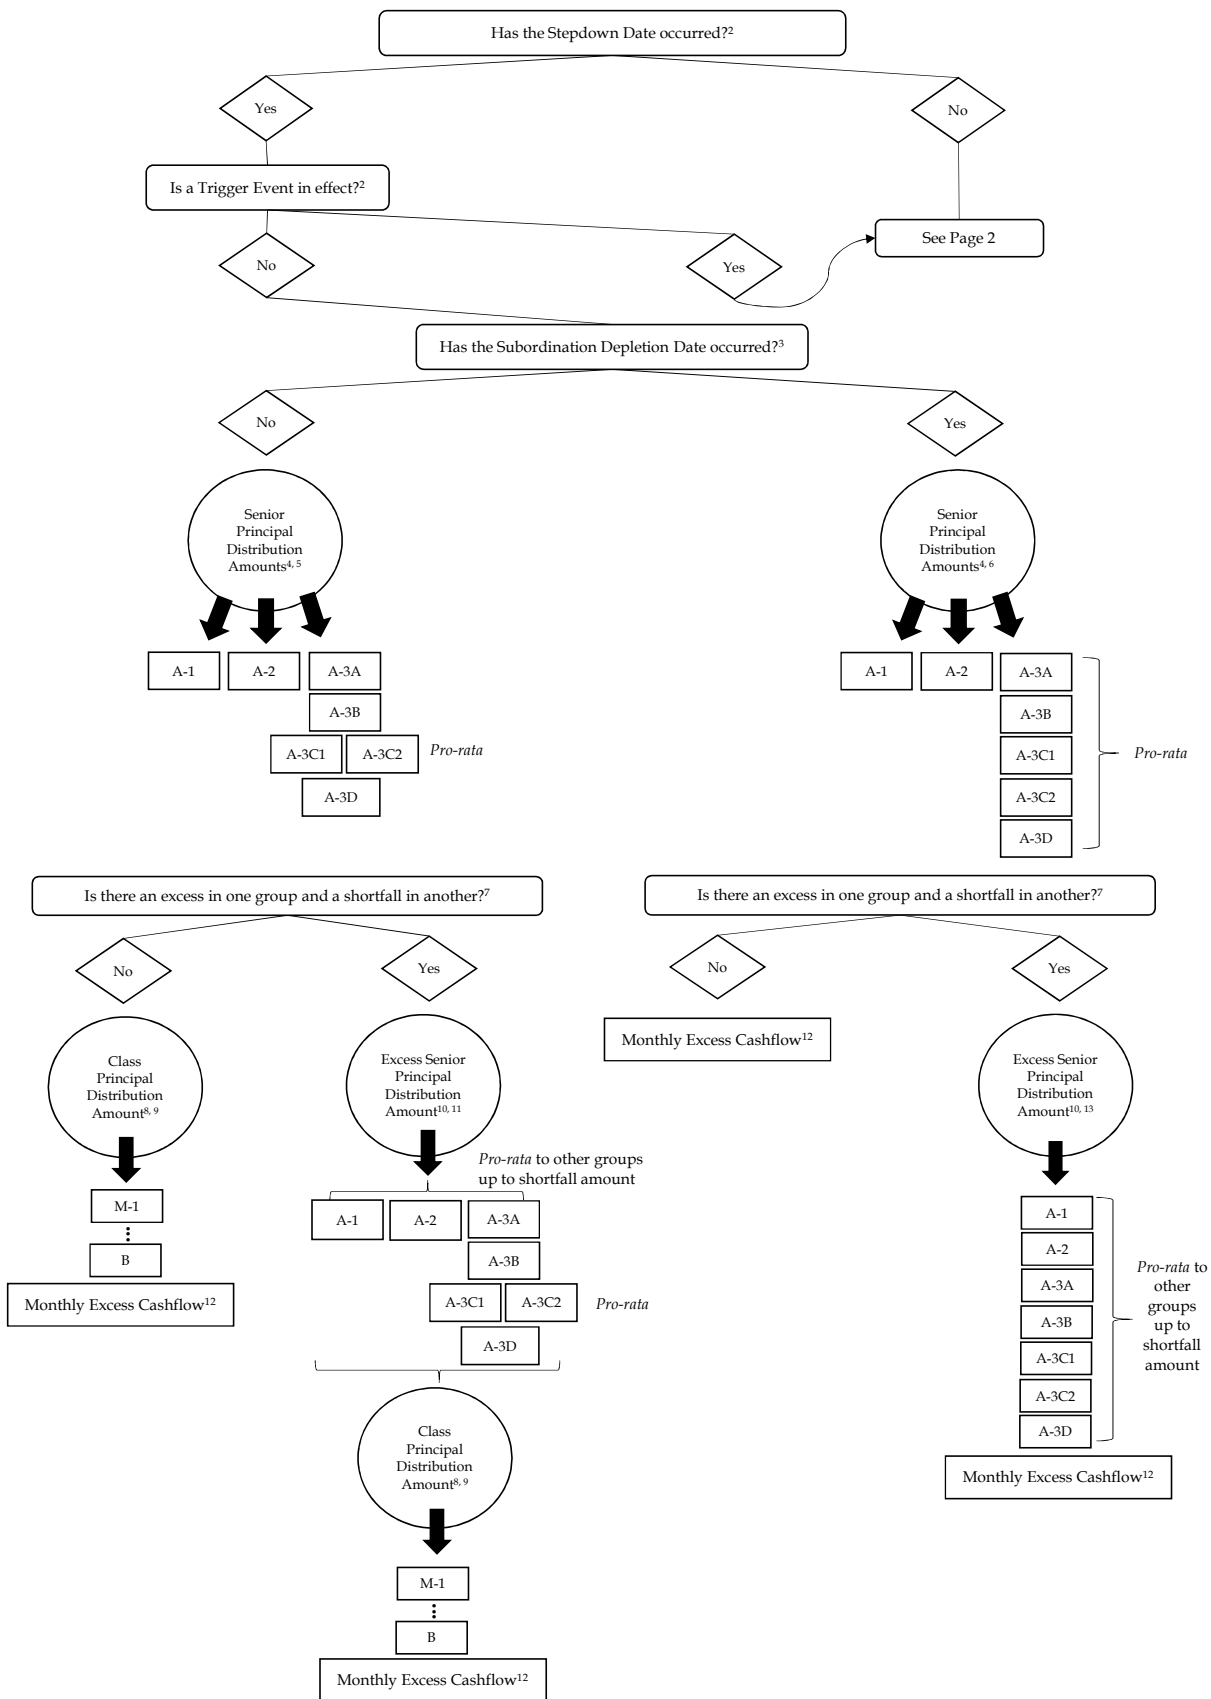 Has the Stepdown Date occurred?²
Yes
No
Is a Trigger Event in effect?²
See Page 2
No
Yes
Has the Subordination Depletion Date occurred?³
No
Yes
Senior
Principal
Distribution
Amounts⁴, ⁵
Senior
Principal
Distribution
Amounts⁴, ⁶
A-1
A-2
A-3A
A-3B
A-3C1
A-3C2
Pro-rata
A-3D
A-1
A-2
A-3A
A-3B
A-3C1
A-3C2
A-3D
Pro-rata
Is there an excess in one group and a shortfall in another?⁷
Is there an excess in one group and a shortfall in another?⁷
No
Yes
No
Yes
Class
Principal
Distribution
Amount⁸, ⁹
M-1
B
Monthly Excess Cashflow¹²
Excess Senior
Principal
Distribution
Amount¹⁰, ¹¹
Pro-rata to other groups
up to shortfall amount
A-1
A-2
A-3A
A-3B
A-3C1
A-3C2
Pro-rata
A-3D
Class
Principal
Distribution
Amount⁸, ⁹
M-1
B
Monthly Excess Cashflow¹²
Monthly Excess Cashflow¹²
Excess Senior
Principal
Distribution
Amount¹⁰, ¹³
A-1
A-2
A-3A
A-3B
A-3C1
A-3C2
A-3D
Pro-rata to
other
groups
up to
shortfall
amount
Monthly Excess Cashflow¹²